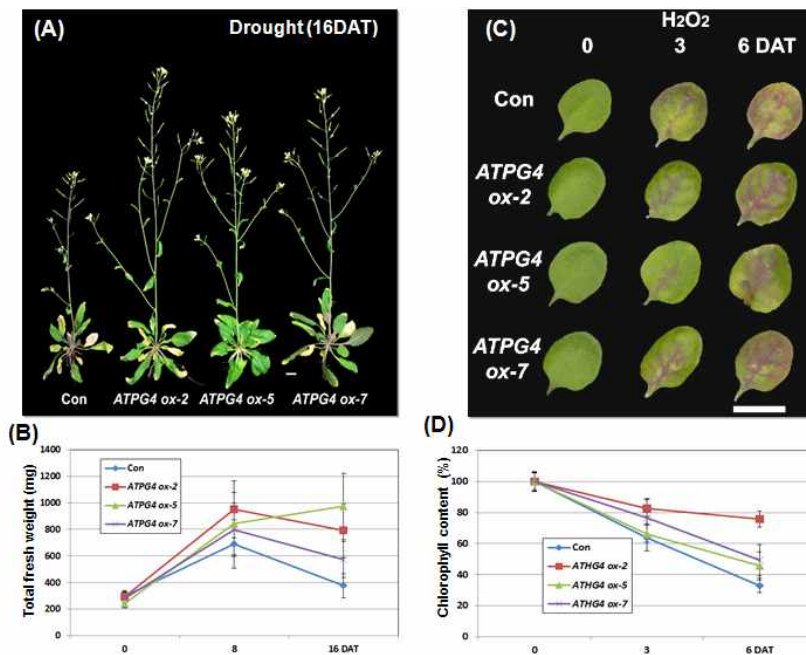 (A)
Drought (16DAT)
Con ATPG4 ox-2 ATPG4 ox-5 ATPG4 ox-7
(C)
H2O2
0 3 6 DAT
Con
ATPG4
ox-2
ATPG4
ox-5
ATPG4
ox-7
(B)
Total fresh weight (mg)
1400
1200
1000
800
600
400
200
0
Con
ATPG4 ox-2
ATPG4 ox-5
ATPG4 ox-7
0 8 16 DAT
(D)
Chlorophyll content (%)
120
100
80
60
40
20
0
Con
ATHG4 ox-2
ATHG4 ox-5
ATHG4 ox-7
0 3 6 DAT